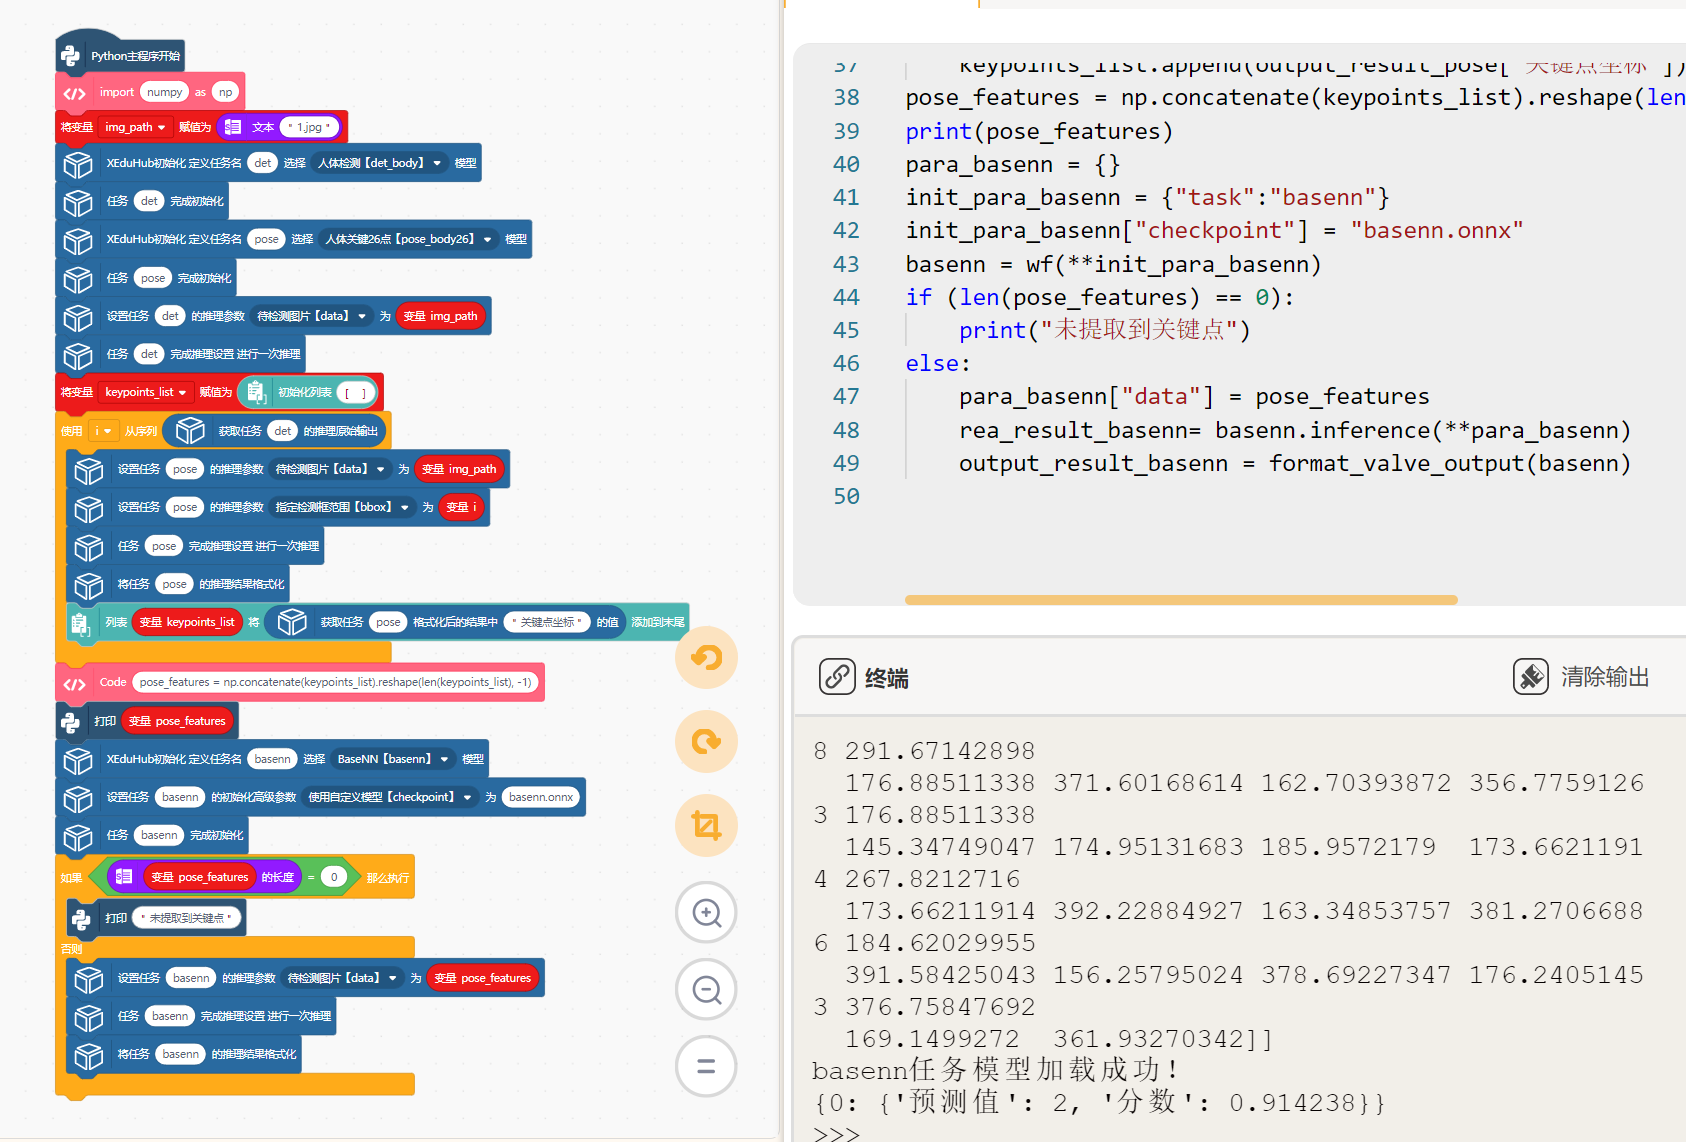 Python主程序开始
import numpy as np
将变量 img_path 赋值为 文本 " 1.jpg "
XEduHub初始化 定义任务名 det 选择 人体检测【det_body】 模型
任务 det 完成初始化
XEduHub初始化 定义任务名 pose 选择 人体关键26点【pose_body26】 模型
任务 pose 完成初始化
设置任务 det 的推理参数 待检测图片【data】 为 变量 img_path
任务 det 完成推理设置 进行一次推理
将变量 keypoints_list 赋值为 初始化列表 [ ]
使用 i 从序列 获取任务 det 的推理原始输出
设置任务 pose 的推理参数 待检测图片【data】 为 变量 img_path
设置任务 pose 的推理参数 指定检测框范围【bbox】 为 变量 i
任务 pose 完成推理设置 进行一次推理
将任务 pose 的推理结果格式化
列表 变量 keypoints_list 将 获取任务 pose 格式化后的结果中 " 关键点坐标 " 的值 添加到末尾
Code pose_features = np.concatenate(keypoints_list).reshape(len(keypoints_list), -1)
打印 变量 pose_features
XEduHub初始化 定义任务名 basenn 选择 BaseNN【basenn】 模型
设置任务 basenn 的初始化高级参数 使用自定义模型【checkpoint】 为 basenn.onnx
任务 basenn 完成初始化
如果 变量 pose_features 的长度 = 0 那么执行
打印 " 未提取到关键点 "
否则
设置任务 basenn 的推理参数 待检测图片【data】 为 变量 pose_features
任务 basenn 完成推理设置 进行一次推理
将任务 basenn 的推理结果格式化
37 keypoints_list.append(output_result_pose["关键点坐标"])
38 pose_features = np.concatenate(keypoints_list).reshape(len
39 print(pose_features)
40 para_basenn = {}
41 init_para_basenn = {"task":"basenn"}
42 init_para_basenn["checkpoint"] = "basenn.onnx"
43 basenn = wf(**init_para_basenn)
44 if (len(pose_features) == 0):
45 print("未提取到关键点")
46 else:
47 para_basenn["data"] = pose_features
48 rea_result_basenn= basenn.inference(**para_basenn)
49 output_result_basenn = format_valve_output(basenn)
50
终端 清除输出
8 291.67142898
176.88511338 371.60168614 162.70393872 356.7759126
3 176.88511338
145.34749047 174.95131683 185.9572179 173.6621191
4 267.8212716
173.66211914 392.22884927 163.34853757 381.2706688
6 184.62029955
391.58425043 156.25795024 378.69227347 176.2405145
3 376.75847692
169.1499272 361.93270342]]
basenn任务模型加载成功!
{0: {'预测值': 2, '分数': 0.914238}}
>>>